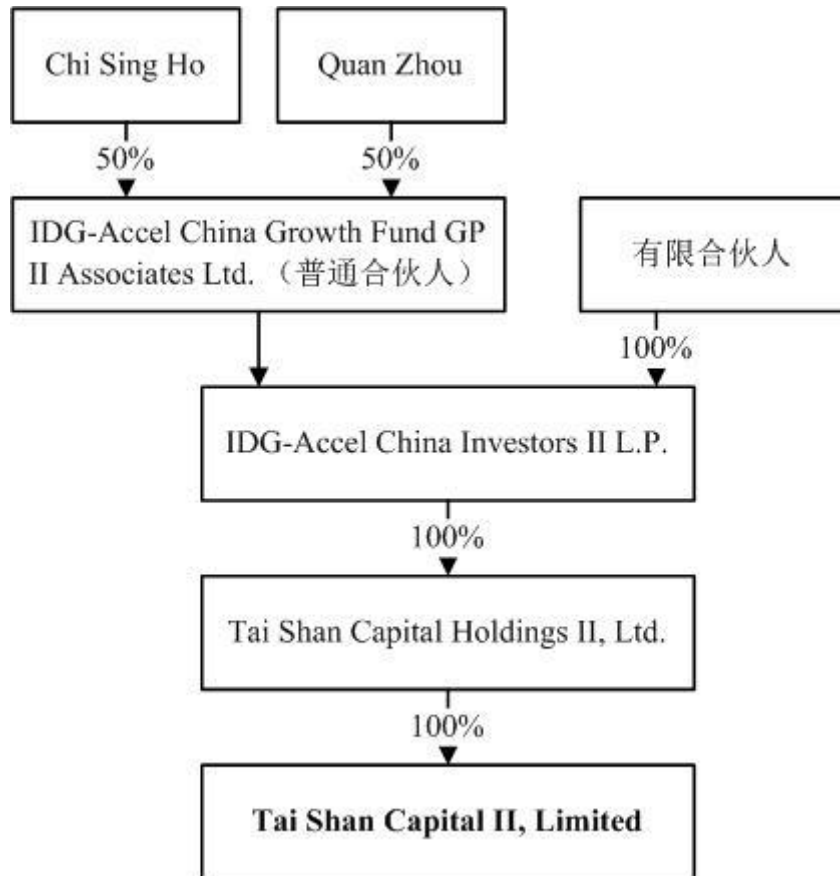 Chi Sing Ho
Quan Zhou
50%
50%
IDG-Accel China Growth Fund GP
II Associates Ltd. （普通合伙人）
有限合伙人
100%
IDG-Accel China Investors II L.P.
100%
Tai Shan Capital Holdings II, Ltd.
100%
Tai Shan Capital II, Limited